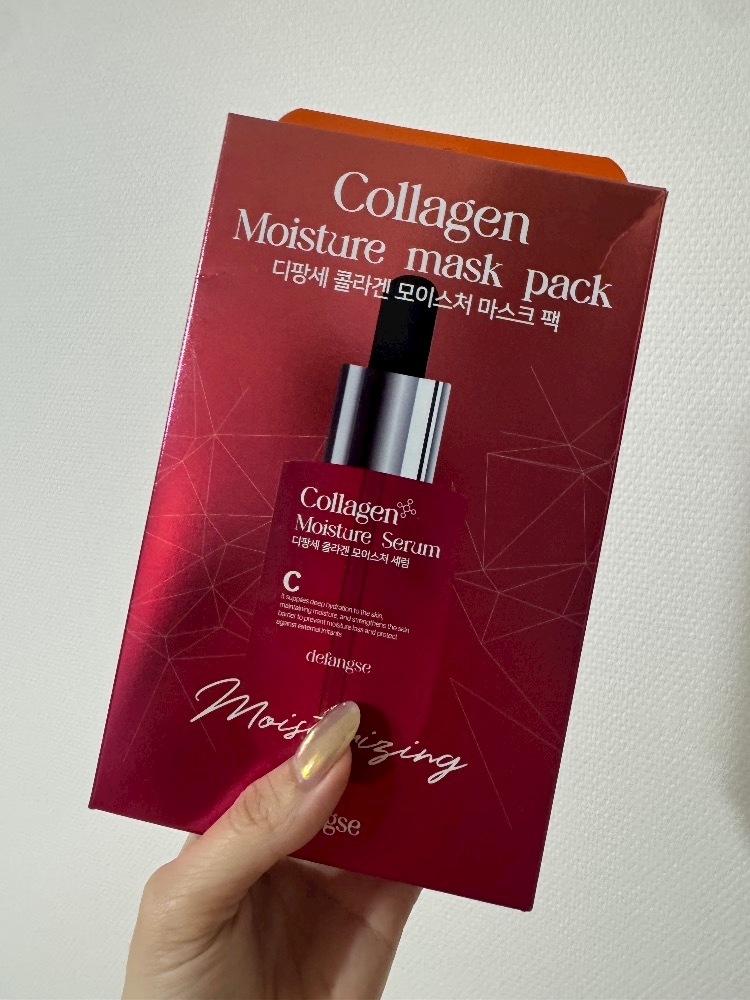 Collagen
Moisture mask pack
디팡세 콜라겐 모이스처 마스크 팩
Collagen
Moisture Serum
디팡세 콜라겐 모이스처 세럼
C
It supplies deep hydration to the skin,
maintaining moisture, and strengthens the skin
barrier to prevent moisture loss and protect
against external irritants
defangse